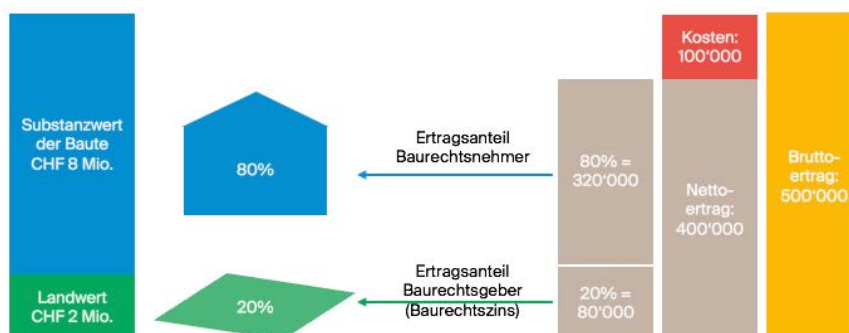 Substanzwert
der Baute
CHF 8 Mio.
Landwert
CHF 2 Mio.
80%
20%
Ertragsanteil
Baurechtsnehmer
Ertragsanteil
Baurechtsgeber
(Baurechtszins)
80% =
320'000
20% =
80'000
Kosten:
100'000
Netto-
ertrag:
400'000
Brutto-
ertrag:
500'000